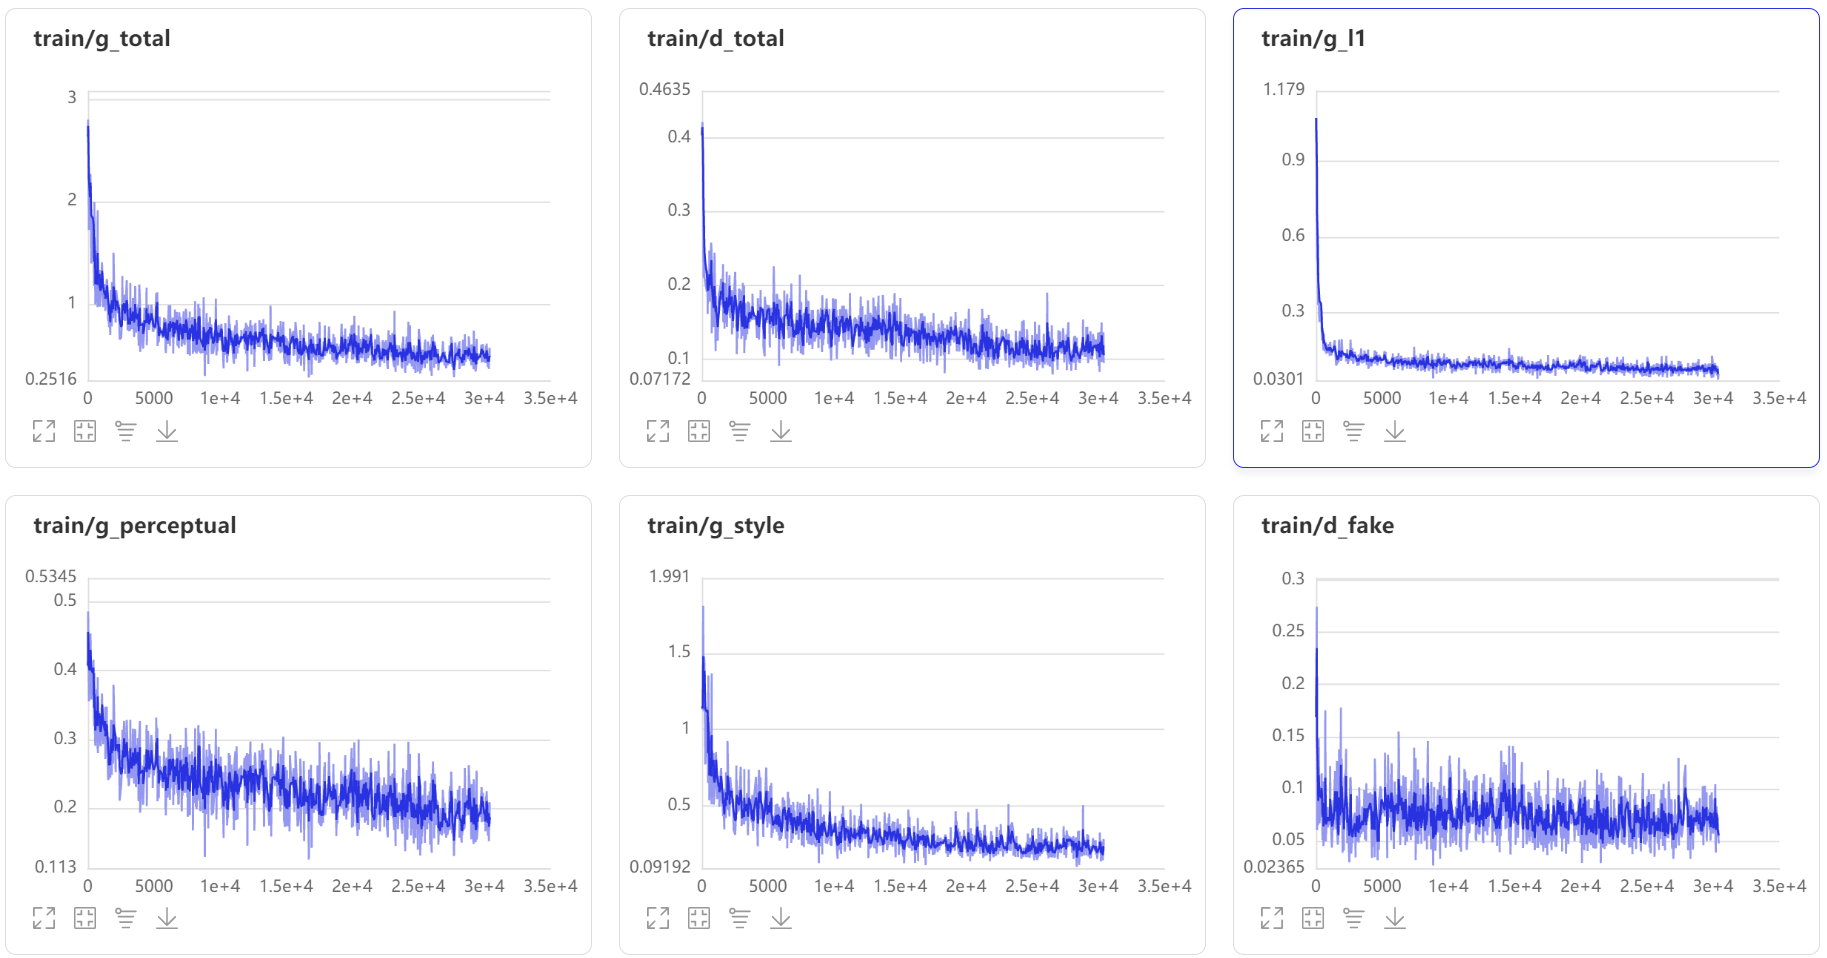 train/g_total
3
2
1
0.2516
0 5000 1e+4 1.5e+4 2e+4 2.5e+4 3e+4 3.5e+4
train/d_total
0.4635
0.4
0.3
0.2
0.1
0.07172
0 5000 1e+4 1.5e+4 2e+4 2.5e+4 3e+4 3.5e+4
train/g_l1
1.179
0.9
0.6
0.3
0.0301
0 5000 1e+4 1.5e+4 2e+4 2.5e+4 3e+4 3.5e+4
train/g_perceptual
0.5345
0.5
0.4
0.3
0.2
0.113
0 5000 1e+4 1.5e+4 2e+4 2.5e+4 3e+4 3.5e+4
train/g_style
1.991
1.5
1
0.5
0.09192
0 5000 1e+4 1.5e+4 2e+4 2.5e+4 3e+4 3.5e+4
train/d_fake
0.3
0.25
0.2
0.15
0.1
0.05
0.02365
0 5000 1e+4 1.5e+4 2e+4 2.5e+4 3e+4 3.5e+4